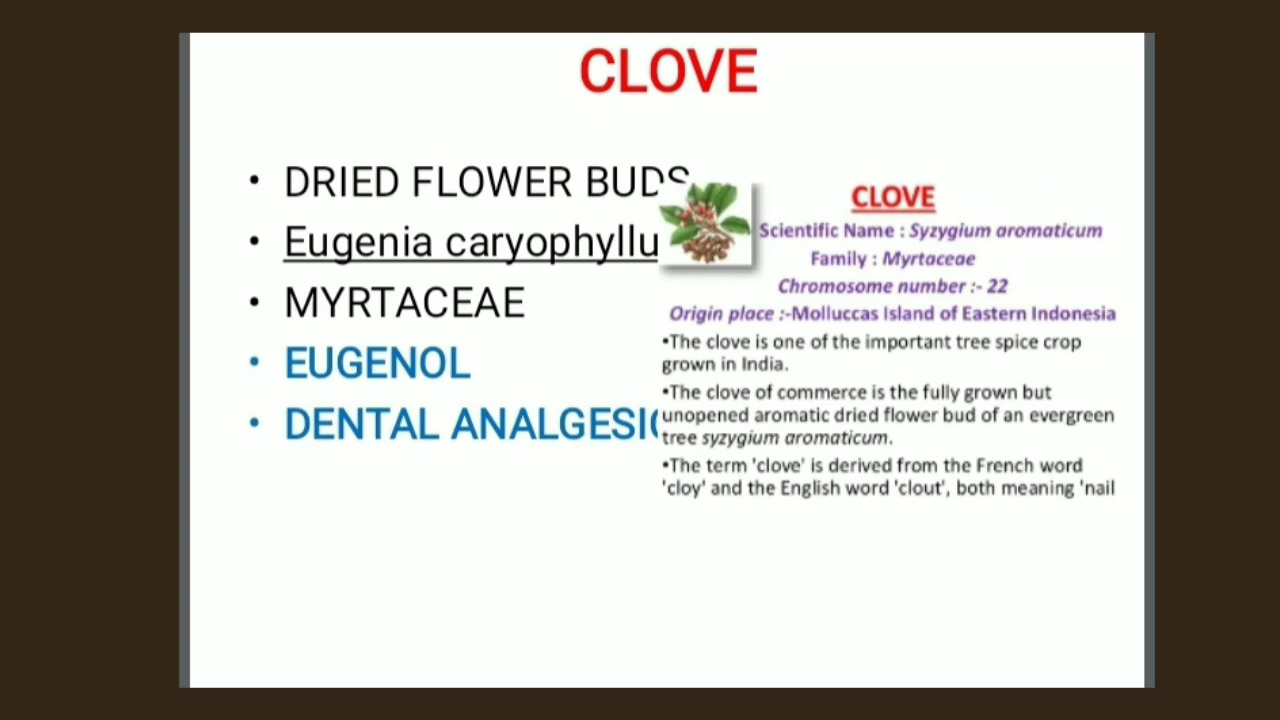 CLOVE
• DRIED FLOWER BUDS
• Eugenia caryophyllu
• MYRTACEAE
• EUGENOL
• DENTAL ANALGESIC
CLOVE
Scientific Name : Syzygium aromaticum
Family : Myrtaceae
Chromosome number :- 22
Origin place :-Molluccas Island of Eastern Indonesia
•The clove is one of the important tree spice crop
grown in India.
•The clove of commerce is the fully grown but
unopened aromatic dried flower bud of an evergreen
tree syzygium aromaticum.
•The term 'clove' is derived from the French word
'cloy' and the English word 'clout', both meaning 'nail